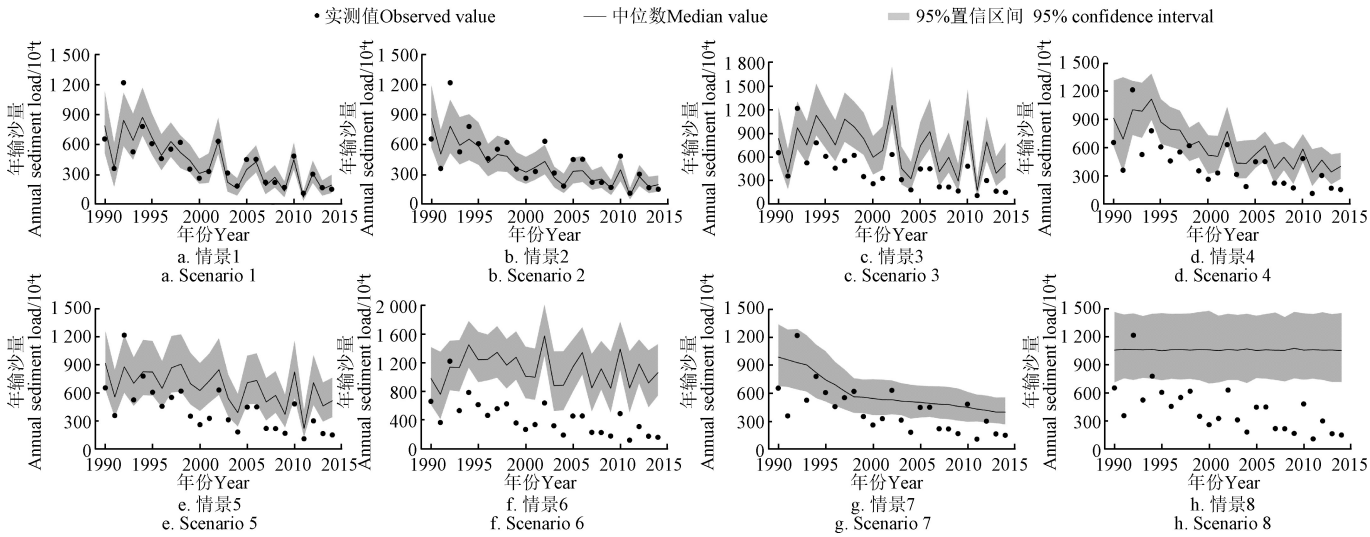 实测值Observed value
中位数Median value
95%置信区间 95% confidence interval
年输沙量
Annual sediment load/10⁴t
1 500
1 200
900
600
300
0
1990 1995 2000 2005 2010 2015
年份Year
a. 情景1
a. Scenario 1
年输沙量
Annual sediment load/10⁴t
1 500
1 200
900
600
300
0
1990 1995 2000 2005 2010 2015
年份Year
b. 情景2
b. Scenario 2
年输沙量
Annual sediment load/10⁴t
1 800
1 500
1 200
900
600
300
0
1990 1995 2000 2005 2010 2015
年份Year
c. 情景3
c. Scenario 3
年输沙量
Annual sediment load/10⁴t
1 500
1 200
900
600
300
0
1990 1995 2000 2005 2010 2015
年份Year
d. 情景4
d. Scenario 4
年输沙量
Annual sediment load/10⁴t
1 500
1 200
900
600
300
0
1990 1995 2000 2005 2010 2015
年份Year
e. 情景5
e. Scenario 5
年输沙量
Annual sediment load/10⁴t
2 000
1 600
1 200
800
400
0
1990 1995 2000 2005 2010 2015
年份Year
f. 情景6
f. Scenario 6
年输沙量
Annual sediment load/10⁴t
1 500
1 200
900
600
300
0
1990 1995 2000 2005 2010 2015
年份Year
g. 情景7
g. Scenario 7
年输沙量
Annual sediment load/10⁴t
1 500
1 200
900
600
300
0
1990 1995 2000 2005 2010 2015
年份Year
h. 情景8
h. Scenario 8